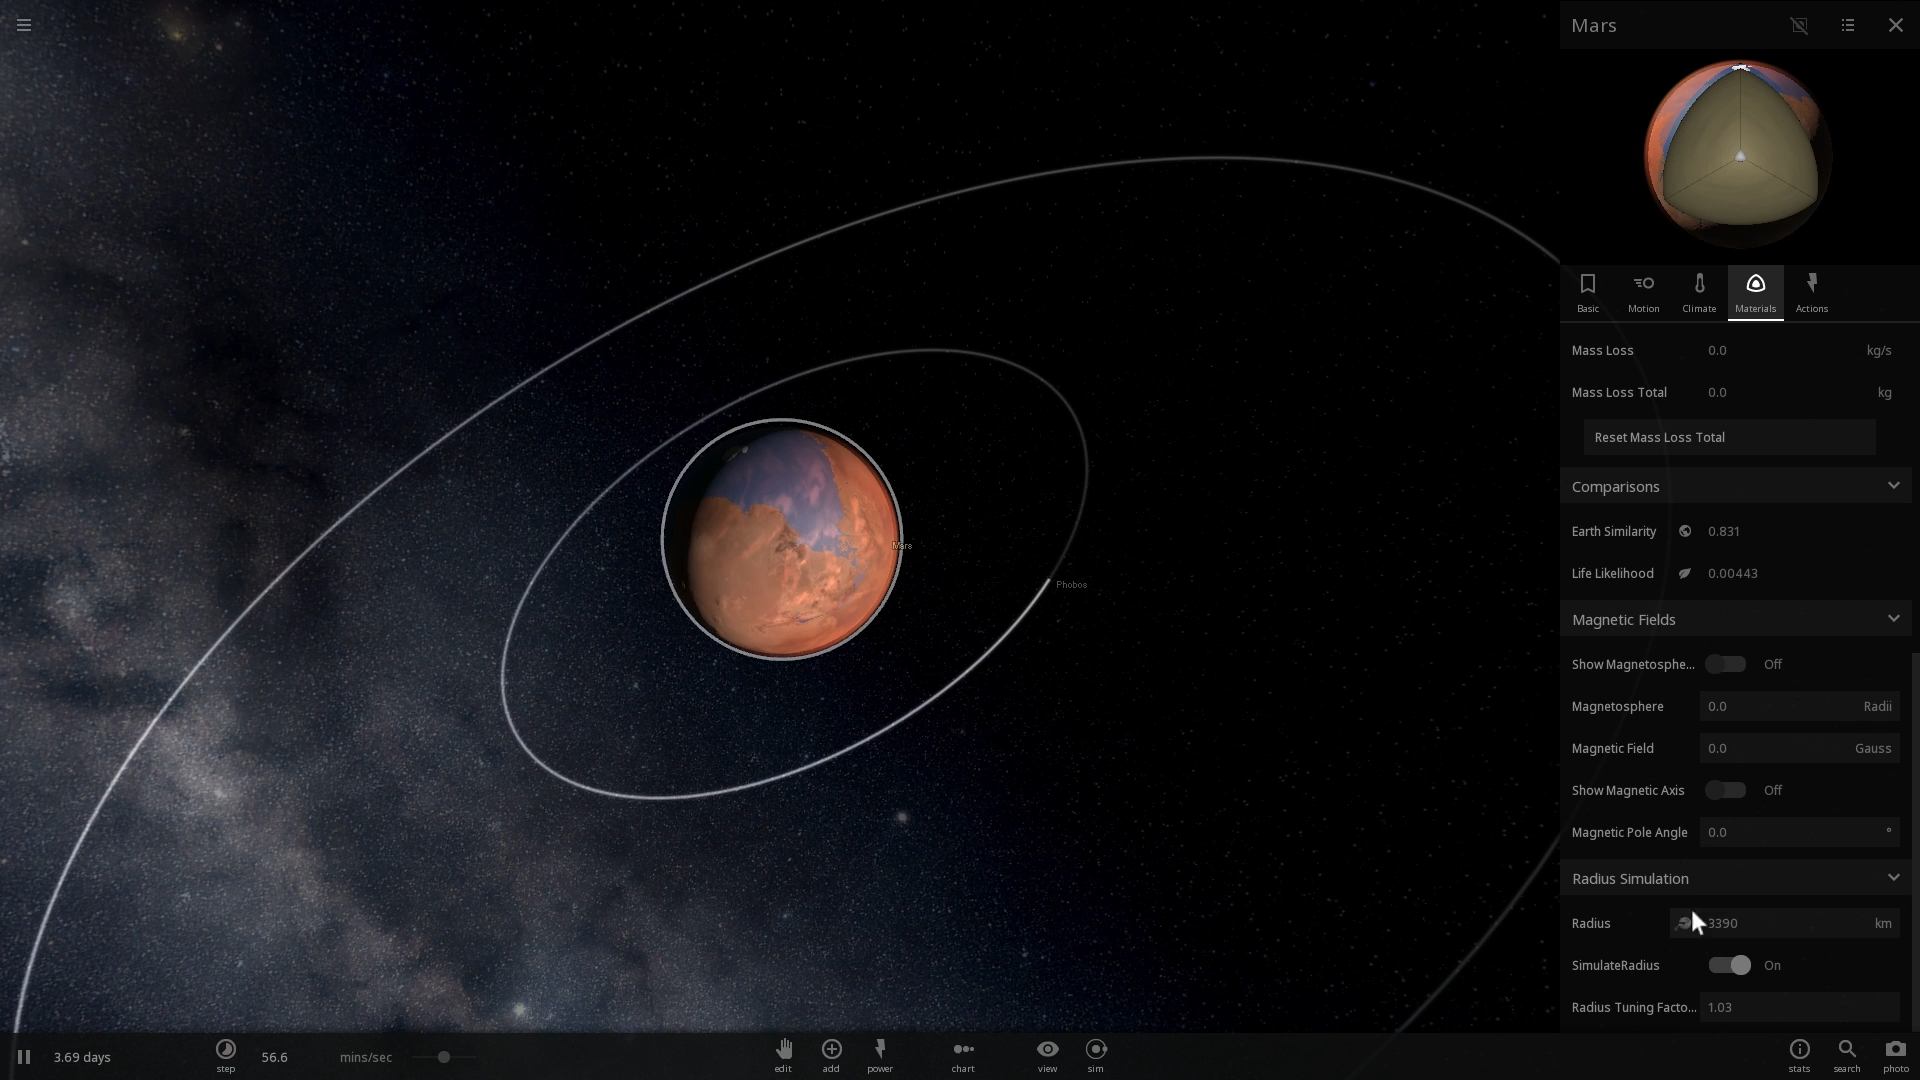 Mars
Basic
Motion
Climate
Materials
Actions
Mass Loss 0.0 kg/s
Mass Loss Total 0.0 kg
Reset Mass Loss Total
Comparisons
Earth Similarity 0.831
Life Likelihood 0.00443
Magnetic Fields
Show Magnetosphe... Off
Magnetosphere 0.0 Radii
Magnetic Field 0.0 Gauss
Show Magnetic Axis Off
Magnetic Pole Angle 0.0 °
Radius Simulation
Radius 3390 km
SimulateRadius On
Radius Tuning Facto... 1.03
Mars
Phobos
3.69 days
step
56.6 mins/sec
edit
add
power
chart
view
sim
stats
search
photo